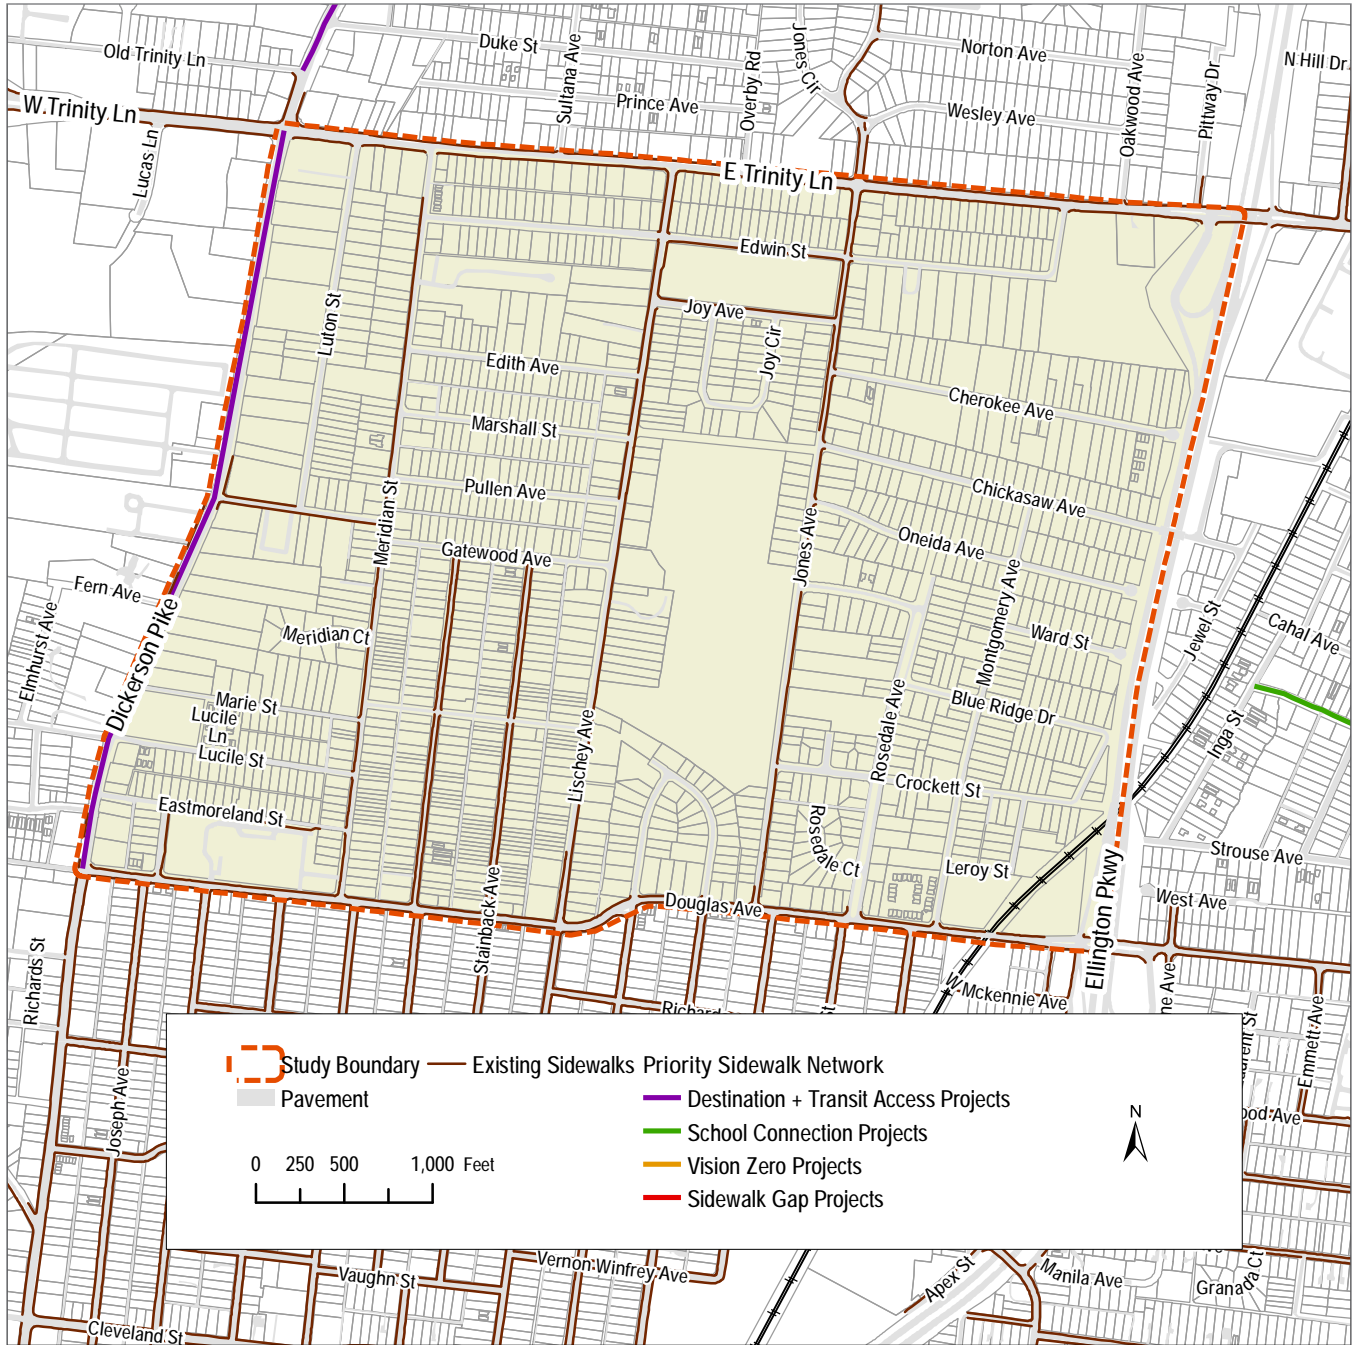 Old Trinity Ln
Duke St
Sultana Ave
Overby Rd
Jones Cir
Norton Ave
Oakwood Ave
Pittway Dr
N Hill Dr
W Trinity Ln
Lucas Ln
Prince Ave
Wesley Ave
E Trinity Ln
Edwin St
Luton St
Joy Ave
Joy Cir
Edith Ave
Cherokee Ave
Marshall St
Meridian St
Pullen Ave
Chickasaw Ave
Jones Ave
Oneida Ave
Gatewood Ave
Fern Ave
Elmhurst Ave
Dickerson Pike
Meridian Ct
Montgomery Ave
Ward St
Jewel St
Cahal Ave
Marie St
Lucile
Ln
Lucile St
Lischey Ave
Rosedale Ave
Blue Ridge Dr
Inga St
Crockett St
Eastmoreland St
Rosedale Ct
Leroy St
Strouse Ave
Stainback Ave
Douglas Ave
Ellington Pkwy
West Ave
Richards St
W Mckennie Ave
Emmett Ave
Joseph Ave
Study Boundary
Existing Sidewalks
Priority Sidewalk Network
Pavement
Destination + Transit Access Projects
School Connection Projects
Vision Zero Projects
Sidewalk Gap Projects
0 250 500 1,000 Feet
N
Vaughn St
Vernon Winfrey Ave
Apex St
Manila Ave
Granada Ct
Cleveland St